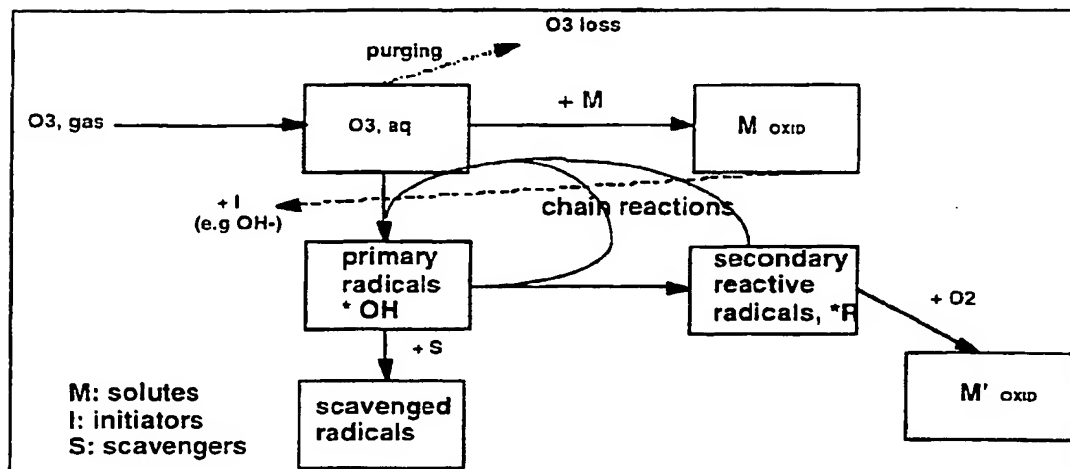 O3 loss
purging
+ M
O3, gas
O3, aq
M OXID
+ I
(e.g OH-)
chain reactions
primary
radicals
* OH
secondary
reactive
radicals, *R
+ O2
+ S
M' OXID
scavenged
radicals
M: solutes
I: initiators
S: scavengers